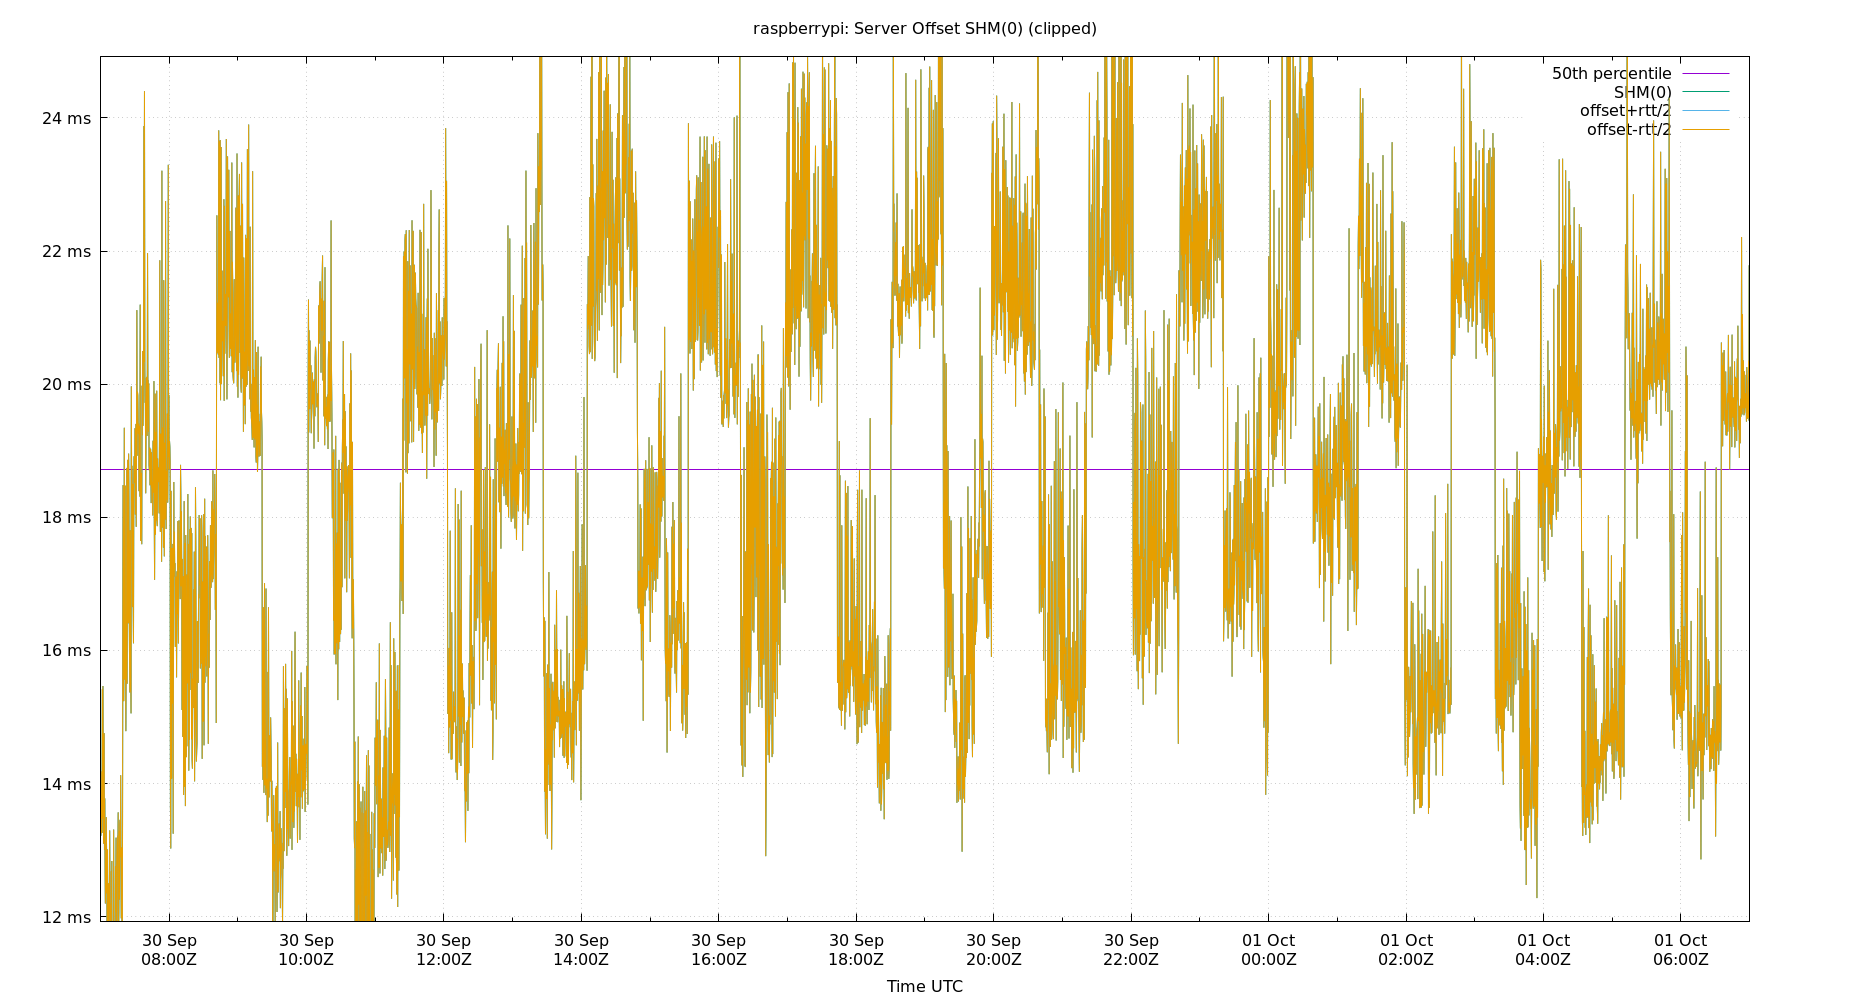 raspberrypi: Server Offset SHM(0) (clipped)
50th percentile
SHM(0)
offset+rtt/2
offset-rtt/2
24 ms
22 ms
20 ms
18 ms
16 ms
14 ms
12 ms
30 Sep 30 Sep 30 Sep 30 Sep 30 Sep 30 Sep 30 Sep 30 Sep 01 Oct 01 Oct 01 Oct 01 Oct
08:00Z 10:00Z 12:00Z 14:00Z 16:00Z 18:00Z 20:00Z 22:00Z 00:00Z 02:00Z 04:00Z 06:00Z
Time UTC